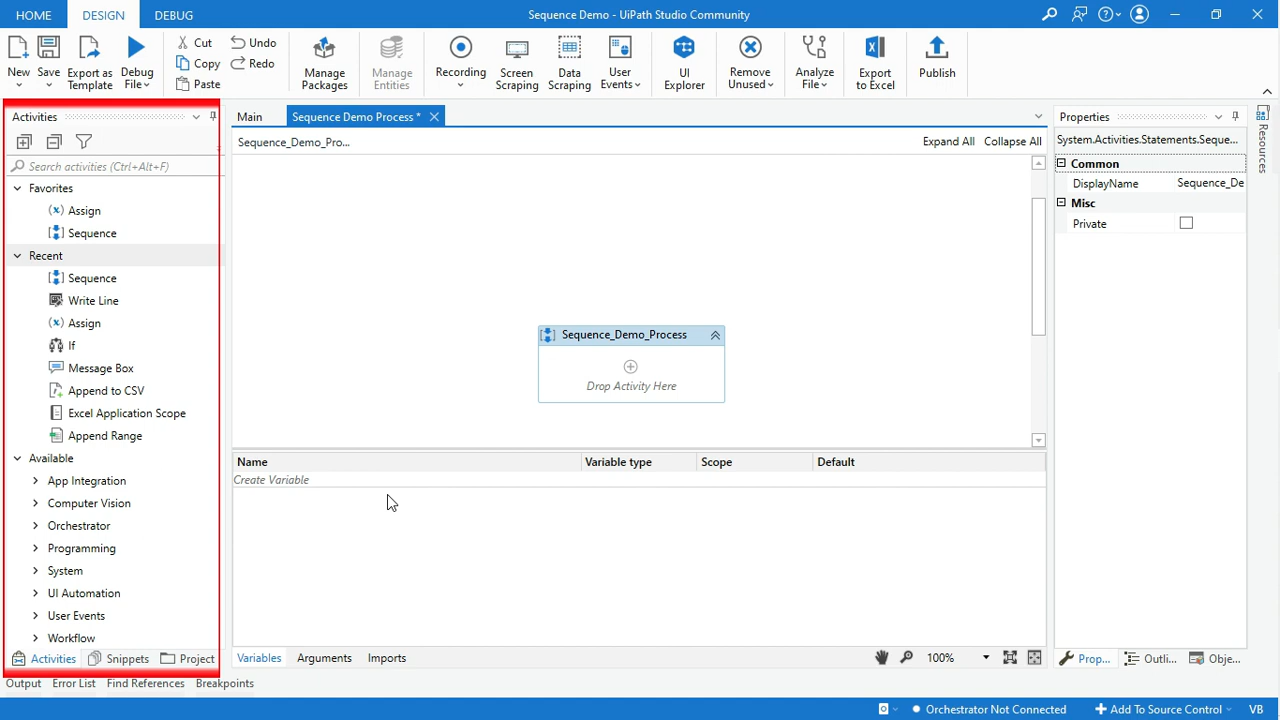 HOME DESIGN DEBUG Sequence Demo - UiPath Studio Community
New Save Export as Template Debug File Cut Copy Paste Undo Redo Manage Packages Manage Entities Recording Screen Scraping Data Scraping User Events UI Explorer Remove Unused Analyze File Export to Excel Publish
Activities
Search activities (Ctrl+Alt+F)
Favorites
Assign
Sequence
Recent
Sequence
Write Line
Assign
If
Message Box
Append to CSV
Excel Application Scope
Append Range
Available
App Integration
Computer Vision
Orchestrator
Programming
System
UI Automation
User Events
Workflow
Activities Snippets Project
Main Sequence Demo Process *
Sequence_Demo_Pro... Expand All Collapse All
Sequence_Demo_Process
Drop Activity Here
Name Variable type Scope Default
Create Variable
Variables Arguments Imports 100%
Properties
System.Activities.Statements.Seque...
Common
DisplayName Sequence_De
Misc
Private
Prop... Outli... Obje...
Resources
Output Error List Find References Breakpoints
Orchestrator Not Connected Add To Source Control VB